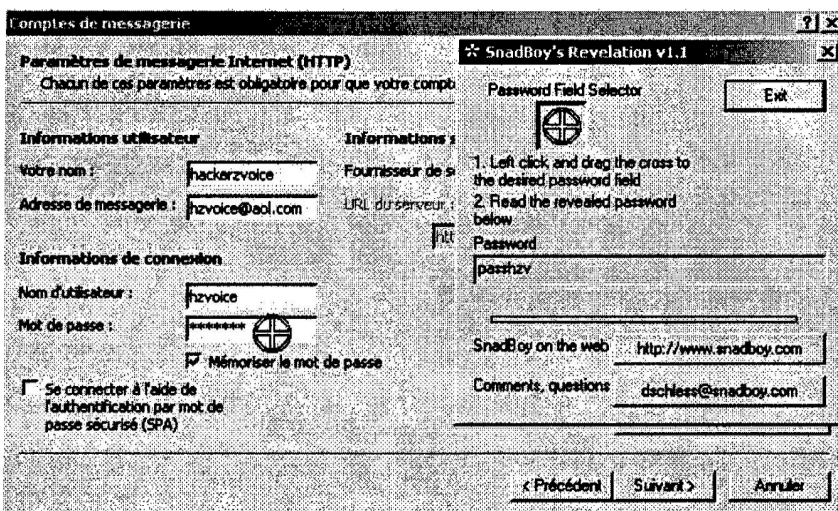 Comptes de messagerie
Paramètres de messagerie Internet (HTTP)
Chacun de ces paramètres est obligatoire pour que votre compt
Informations utilisateur
Votre nom :
hackerzvoice
Adresse de messagerie :
hzvoice@aol.com
Informations s
Fournisseur de s
URL du serveur :
htt
Informations de connexion
Nom d'utilisateur :
hzvoice
Mot de passe :
*******
Mémoriser le mot de passe
Se connecter à l'aide de
l'authentification par mot de
passe sécurisé (SPA)
SnadBoy's Revelation v1.1
Password Field Selector
Exit
1. Left click and drag the cross to
the desired password field
2. Read the revealed password
below
Password
passhzv
SnadBoy on the web
http://www.snadboy.com
Comments, questions
dschless@snadboy.com
< Précédent
Suivant >
Annuler